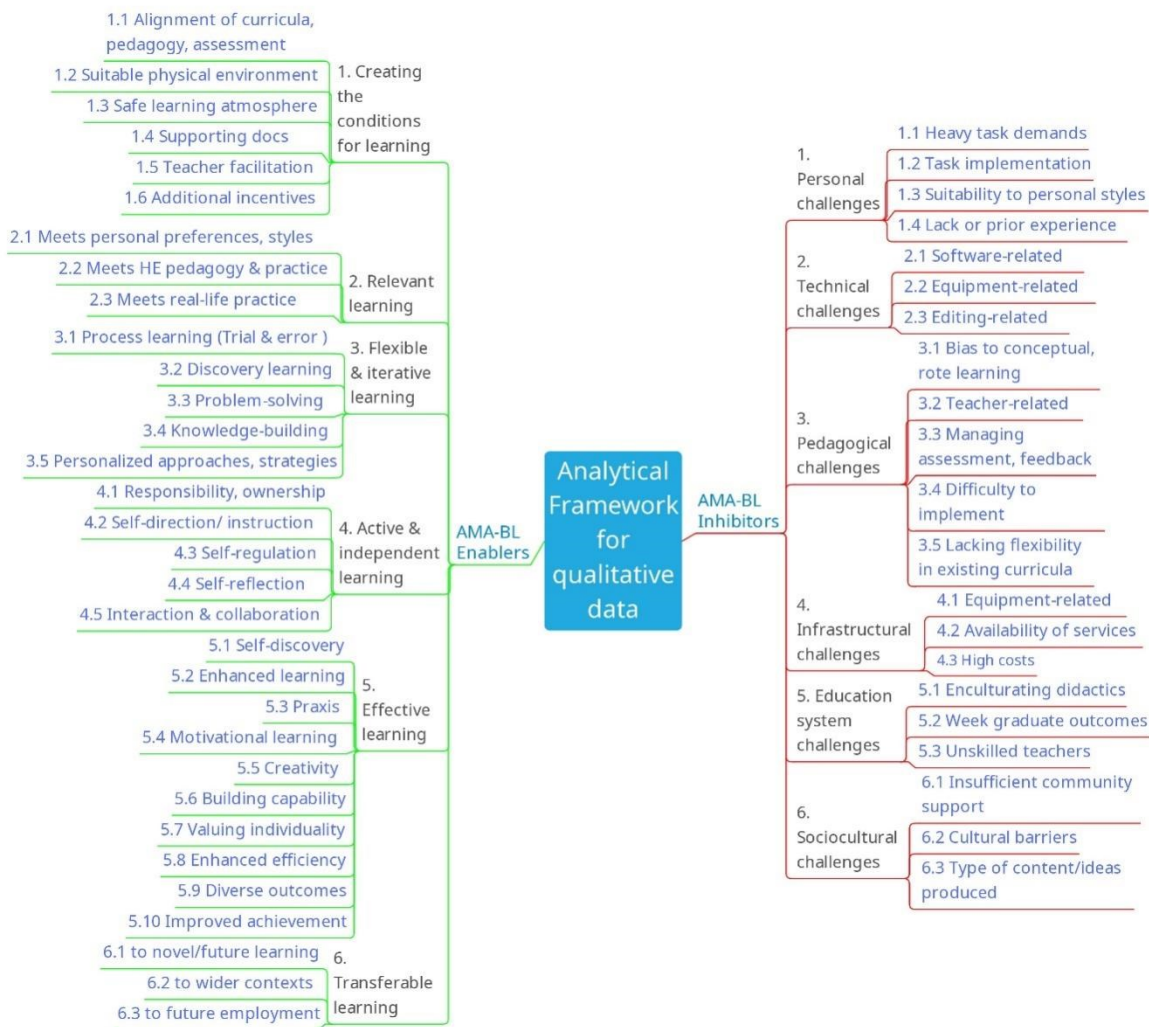 1.1 Alignment of curricula,
pedagogy, assessment
1.2 Suitable physical environment
1.3 Safe learning atmosphere
1.4 Supporting docs
1.5 Teacher facilitation
1.6 Additional incentives
1. Creating
the
conditions
for learning
2.1 Meets personal preferences, styles
2.2 Meets HE pedagogy & practice
2.3 Meets real-life practice
2. Relevant
learning
3.1 Process learning (Trial & error )
3.2 Discovery learning
3.3 Problem-solving
3.4 Knowledge-building
3.5 Personalized approaches, strategies
3. Flexible
& iterative
learning
4.1 Responsibility, ownership
4.2 Self-direction/ instruction
4.3 Self-regulation
4.4 Self-reflection
4.5 Interaction & collaboration
4. Active &
independent
learning
5.1 Self-discovery
5.2 Enhanced learning
5.3 Praxis
5.4 Motivational learning
5.5 Creativity
5.6 Building capability
5.7 Valuing individuality
5.8 Enhanced efficiency
5.9 Diverse outcomes
5.10 Improved achievement
5.
Effective
learning
6.1 to novel/future learning
6.2 to wider contexts
6.3 to future employment
6.
Transferable
learning
AMA-BL
Enablers
Analytical
Framework
for
qualitative
data
AMA-BL
Inhibitors
1.
Personal
challenges
1.1 Heavy task demands
1.2 Task implementation
1.3 Suitability to personal styles
1.4 Lack or prior experience
2.
Technical
challenges
2.1 Software-related
2.2 Equipment-related
2.3 Editing-related
3.
Pedagogical
challenges
3.1 Bias to conceptual,
rote learning
3.2 Teacher-related
3.3 Managing
assessment, feedback
3.4 Difficulty to
implement
3.5 Lacking flexibility
in existing curricula
4.
Infrastructural
challenges
4.1 Equipment-related
4.2 Availability of services
4.3 High costs
5. Education
system
challenges
5.1 Enculturating didactics
5.2 Week graduate outcomes
5.3 Unskilled teachers
6.
Sociocultural
challenges
6.1 Insufficient community
support
6.2 Cultural barriers
6.3 Type of content/ideas
produced